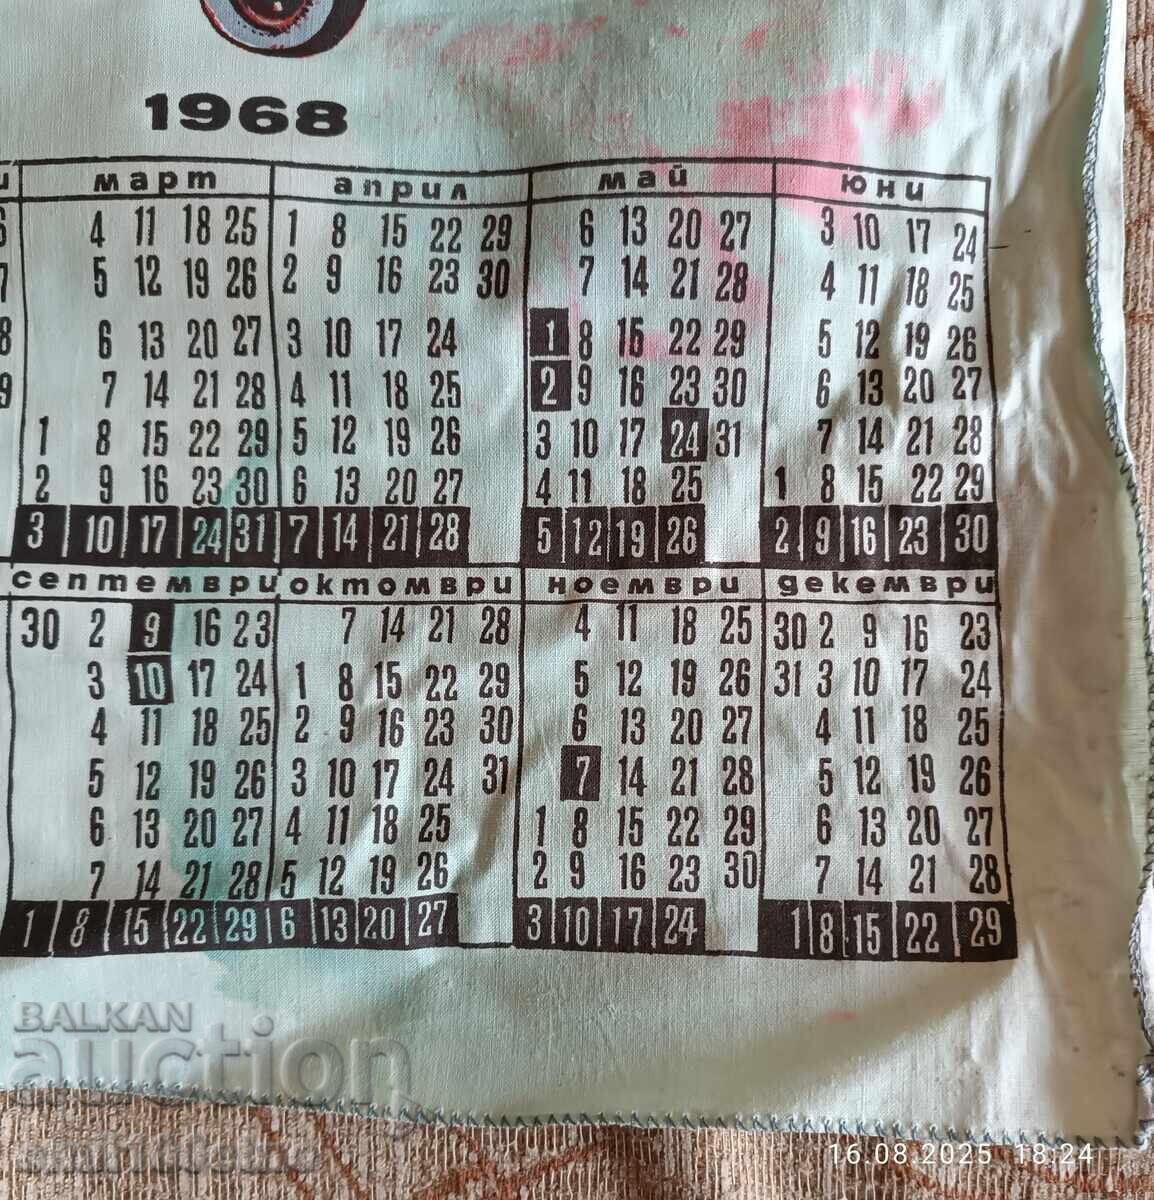 1968
март април май юни
6 4 11 18 25 1 8 15 22 29 6 13 20 27 3 10 17 24
7 5 12 19 26 2 9 16 23 30 7 14 21 28 4 11 18 25
8 6 13 20 27 3 10 17 24 1 8 15 22 29 5 12 19 26
9 7 14 21 28 4 11 18 25 2 9 16 23 30 6 13 20 27
1 8 15 22 29 5 12 19 26 3 10 17 24 31 7 14 21 28
2 9 16 23 30 6 13 20 27 4 11 18 25 1 8 15 22 29
3 10 17 24 31 7 14 21 28 5 12 19 26 2 9 16 23 30
септември октомври ноември декември
30 2 9 16 23 7 14 21 28 4 11 18 25 30 2 9 16 23
3 10 17 24 1 8 15 22 29 5 12 19 26 31 3 10 17 24
4 11 18 25 2 9 16 23 30 6 13 20 27 4 11 18 25
5 12 19 26 3 10 17 24 31 7 14 21 28 5 12 19 26
6 13 20 27 4 11 18 25 1 8 15 22 29 6 13 20 27
7 14 21 28 5 12 19 26 2 9 16 23 30 7 14 21 28
1 8 15 22 29 6 13 20 27 3 10 17 24 1 8 15 22 29
BALKAN
auction
16.08.2025 18:24